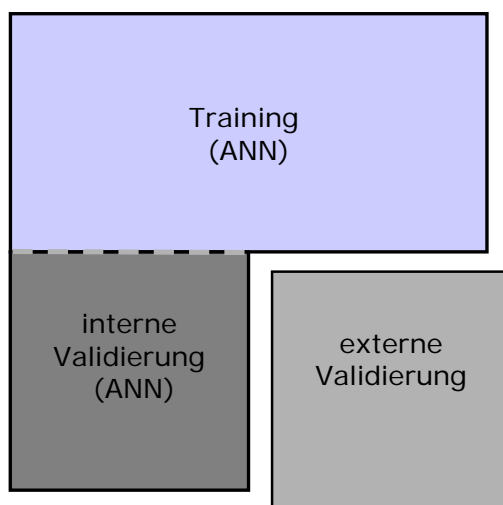 Training
(ANN)
interne
Validierung
(ANN)
externe
Validierung